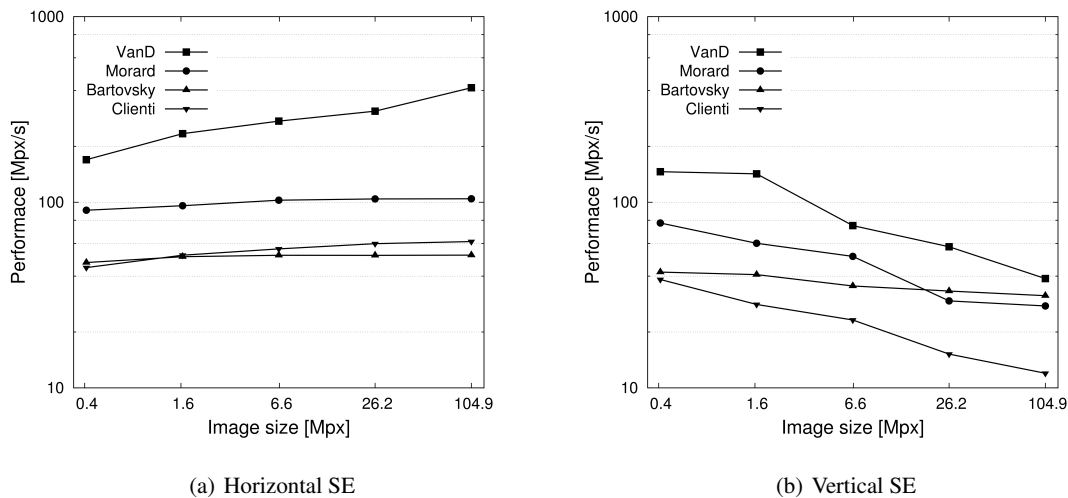 1000
VanD
Morard
Bartovsky
Clienti
100
10
Performace [Mpx/s]
0.4 1.6 6.6 26.2 104.9
Image size [Mpx]
(a) Horizontal SE
1000
VanD
Morard
Bartovsky
Clienti
100
10
Performace [Mpx/s]
0.4 1.6 6.6 26.2 104.9
Image size [Mpx]
(b) Vertical SE